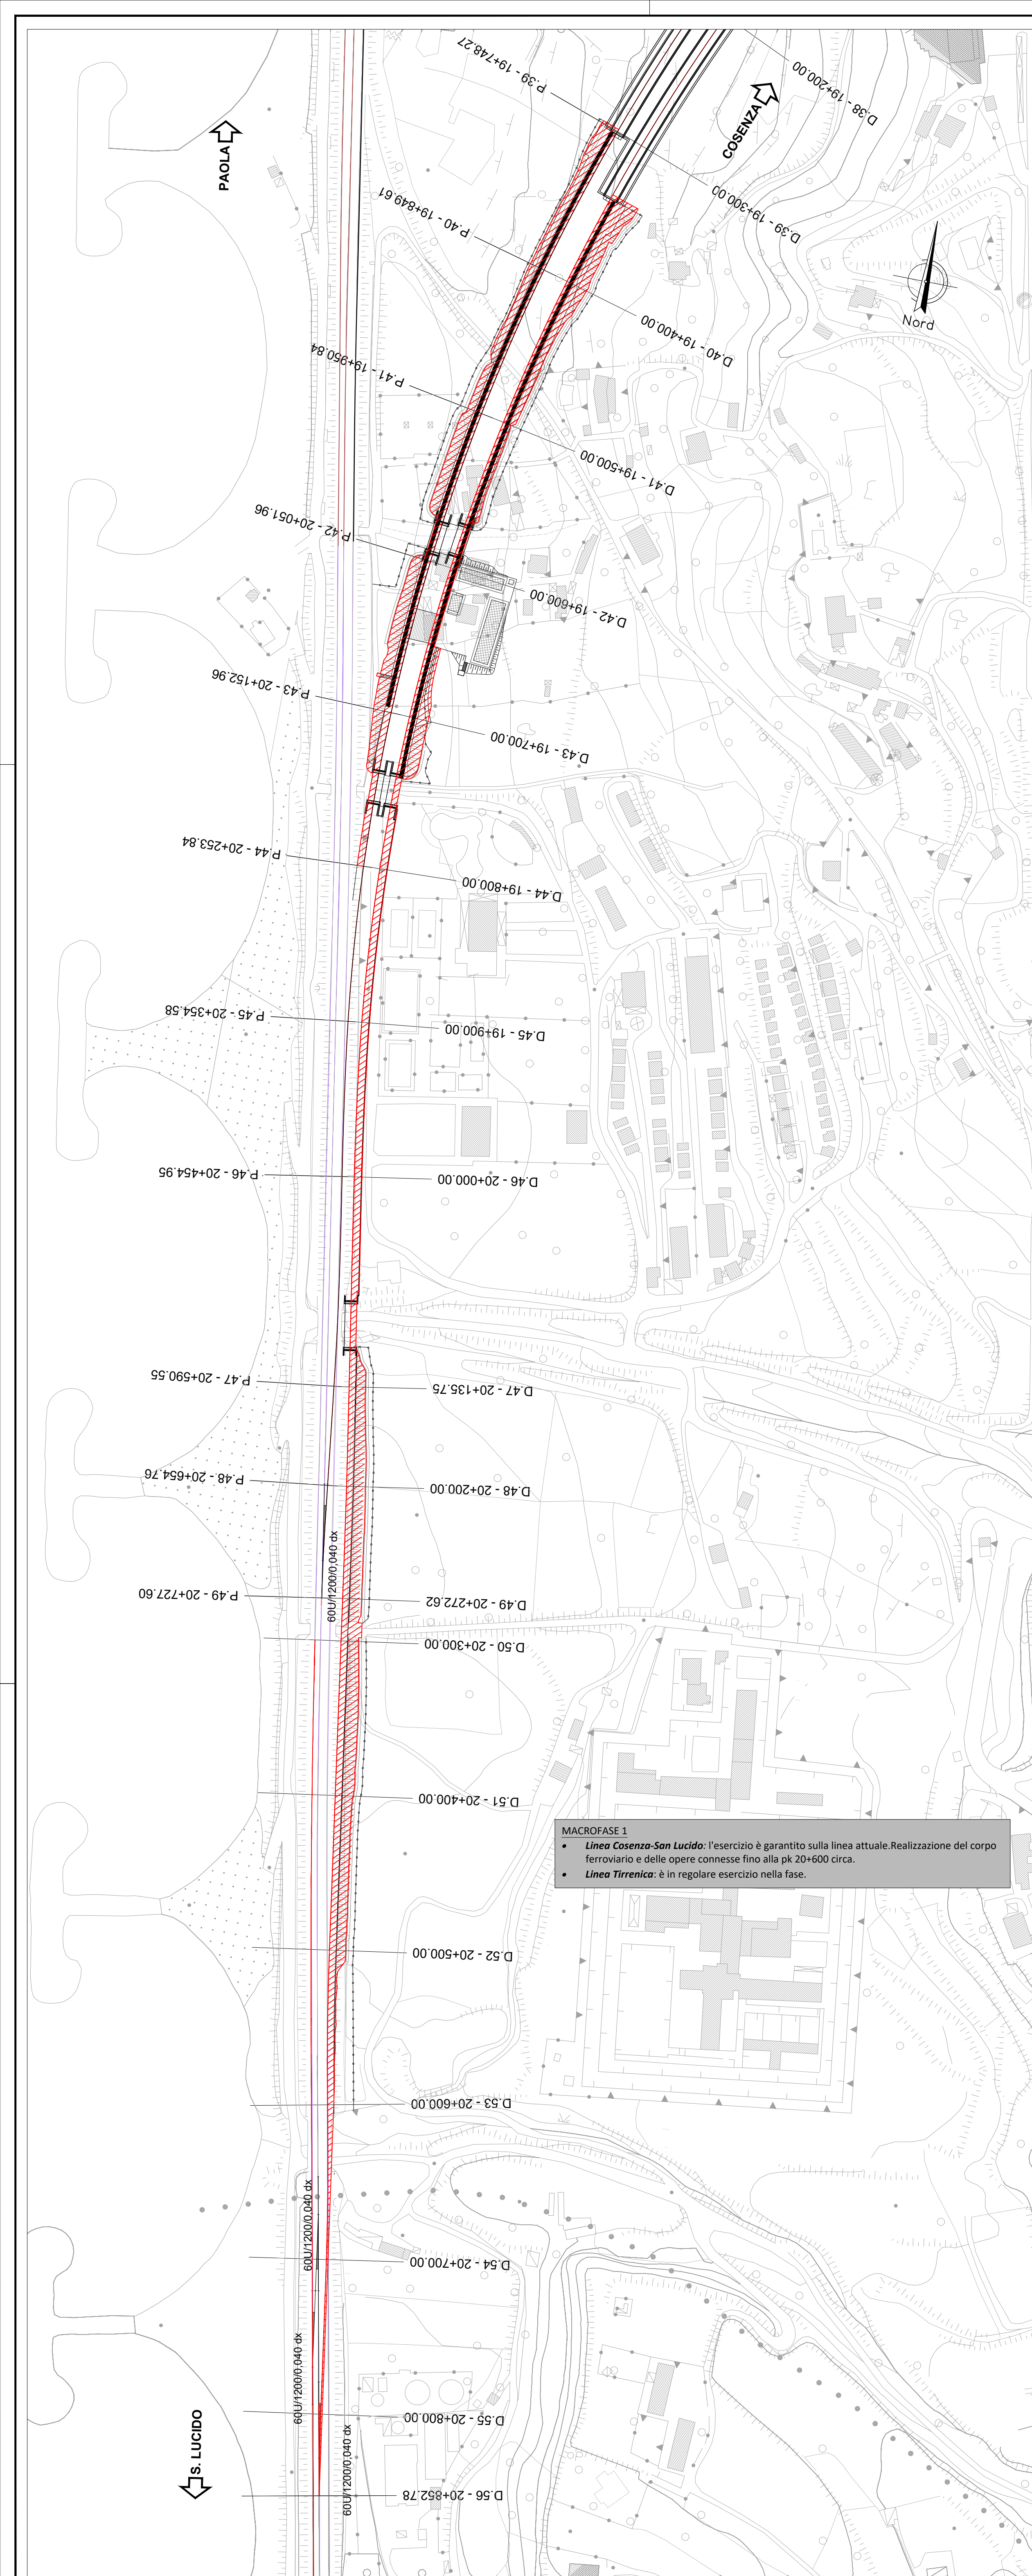 P.39 - 19+748.27
D.38 - 19+200.00
COSENZA
PAOLA
P.40 - 19+849.61
D.39 - 19+300.00
Nord
D.40 - 19+400.00
P.41 - 19+950.84
D.41 - 19+500.00
P.42 - 20+051.96
D.42 - 19+600.00
P.43 - 20+152.96
D.43 - 19+700.00
P.44 - 20+253.84
D.44 - 19+800.00
P.45 - 20+354.58
D.45 - 19+900.00
P.46 - 20+454.95
D.46 - 20+000.00
P.47 - 20+590.55
D.47 - 20+135.75
P.48 - 20+654.76
D.48 - 20+200.00
60U/1200/0,040 dx
P.49 - 20+727.60
D.49 - 20+272.62
D.50 - 20+300.00
D.51 - 20+400.00
MACROFASE 1
• Linea Cosenza-San Lucido: l'esercizio è garantito sulla linea attuale.Realizzazione del corpo
ferroviario e delle opere connesse fino alla pk 20+600 circa.
• Linea Tirrenica: è in regolare esercizio nella fase.
D.52 - 20+500.00
D.53 - 20+600.00
60U/1200/0,040 dx
D.54 - 20+700.00
60U/1200/0,040 dx
D.55 - 20+800.00
S. LUCIDO
60U/1200/0,040 dx
D.56 - 20+852.78